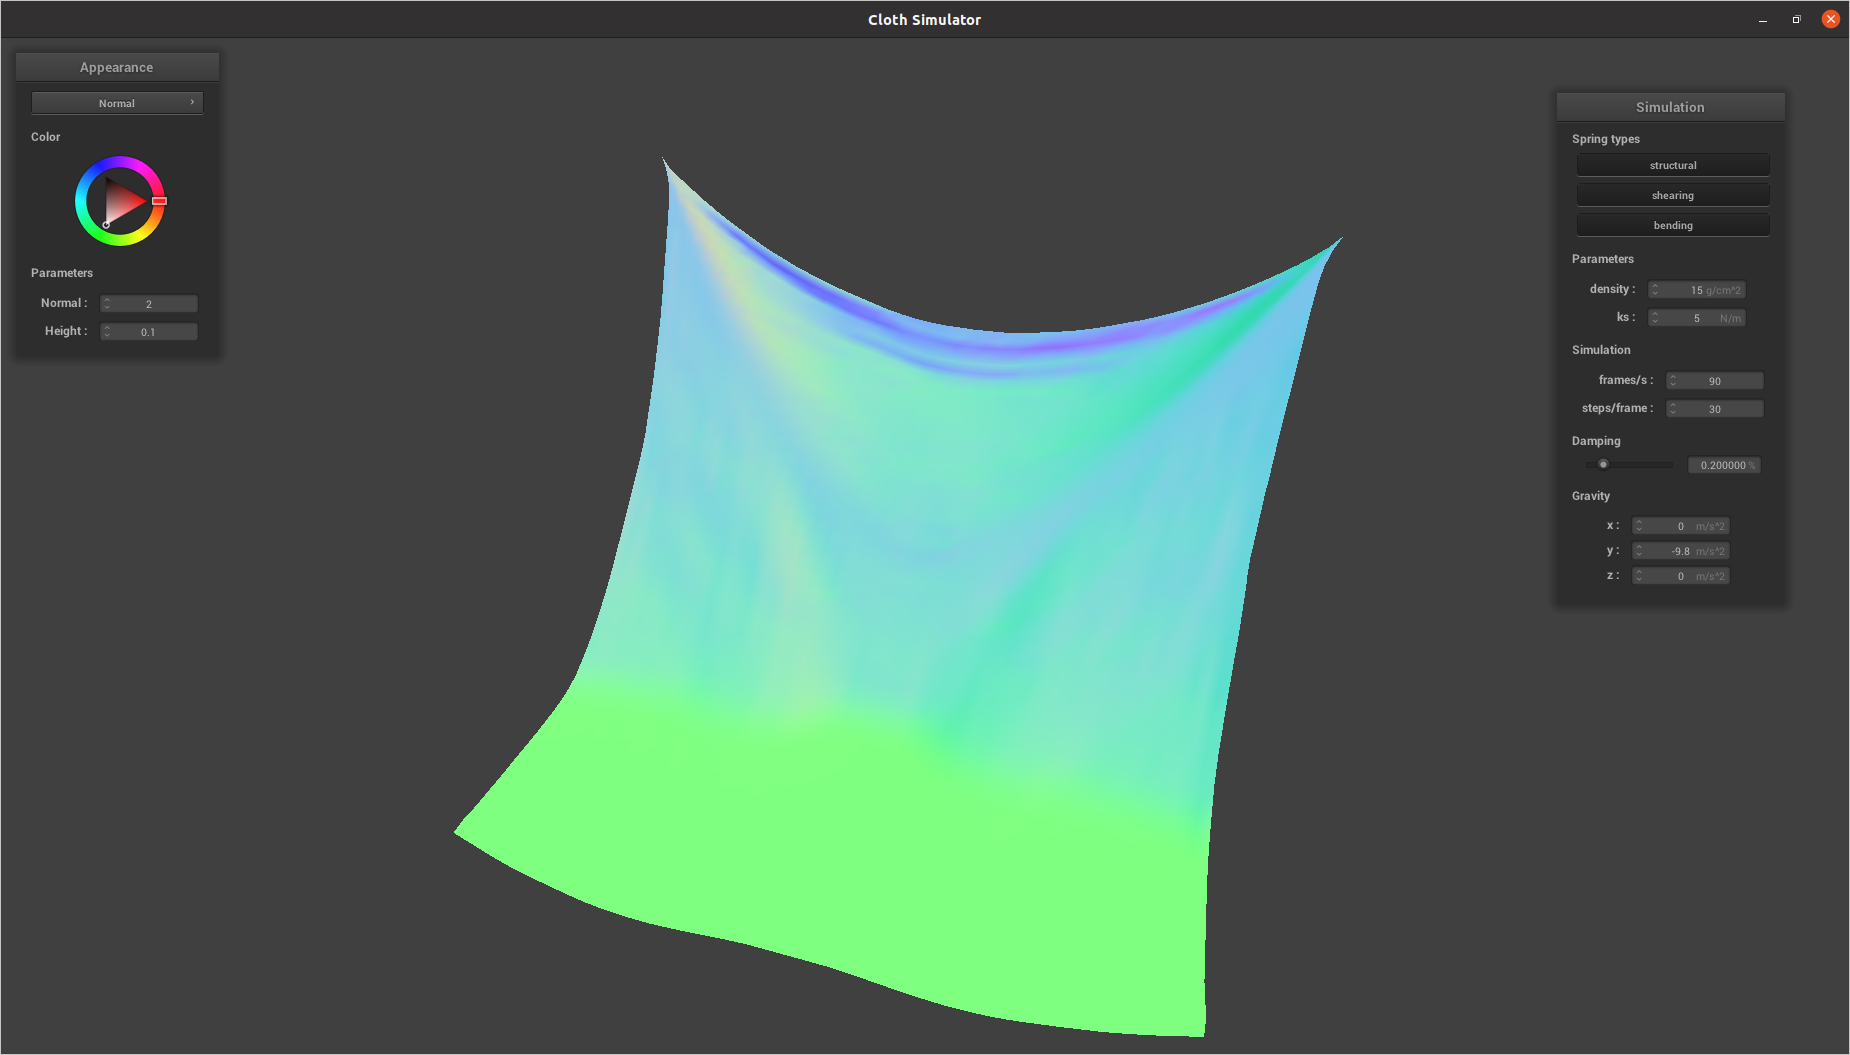 Cloth Simulator
Appearance
Normal
Color
Parameters
Normal : 2
Height : 0.1
Simulation
Spring types
structural
shearing
bending
Parameters
density : 15 g/cm^2
ks : 5 N/m
Simulation
frames/s : 90
steps/frame : 30
Damping
0.200000 %
Gravity
x : 0 m/s^2
y : -9.8 m/s^2
z : 0 m/s^2